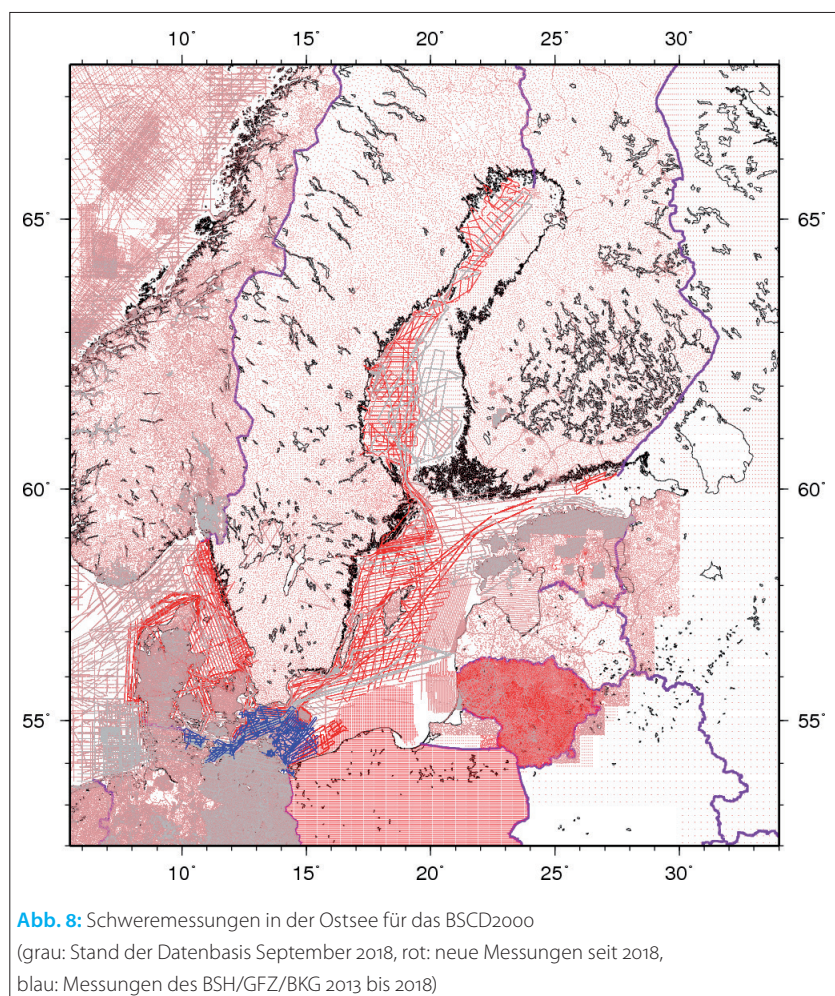 10° 15° 20° 25° 30°
65° 65°
60° 60°
55° 55°
10° 15° 20° 25° 30°
Abb. 8: Schweremessungen in der Ostsee für das BSCD2000
(grau: Stand der Datenbasis September 2018, rot: neue Messungen seit 2018,
blau: Messungen des BSH/GFZ/BKG 2013 bis 2018)